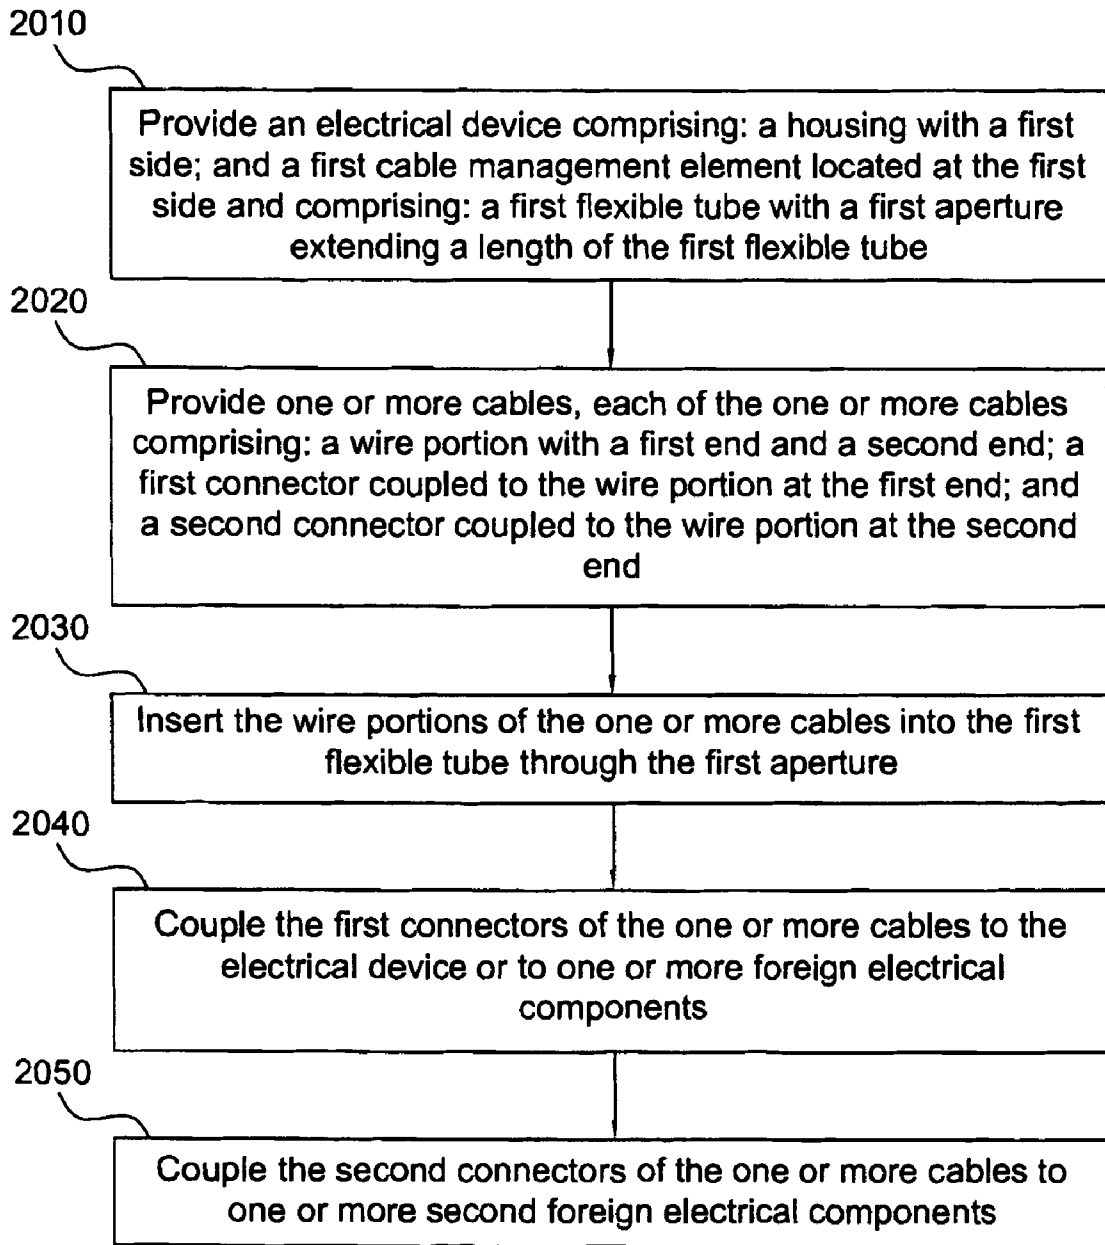 2010
Provide an electrical device comprising: a housing with a first
side; and a first cable management element located at the first
side and comprising: a first flexible tube with a first aperture
extending a length of the first flexible tube
2020
Provide one or more cables, each of the one or more cables
comprising: a wire portion with a first end and a second end; a
first connector coupled to the wire portion at the first end; and
a second connector coupled to the wire portion at the second
end
2030
Insert the wire portions of the one or more cables into the first
flexible tube through the first aperture
2040
Couple the first connectors of the one or more cables to the
electrical device or to one or more foreign electrical
components
2050
Couple the second connectors of the one or more cables to
one or more second foreign electrical components